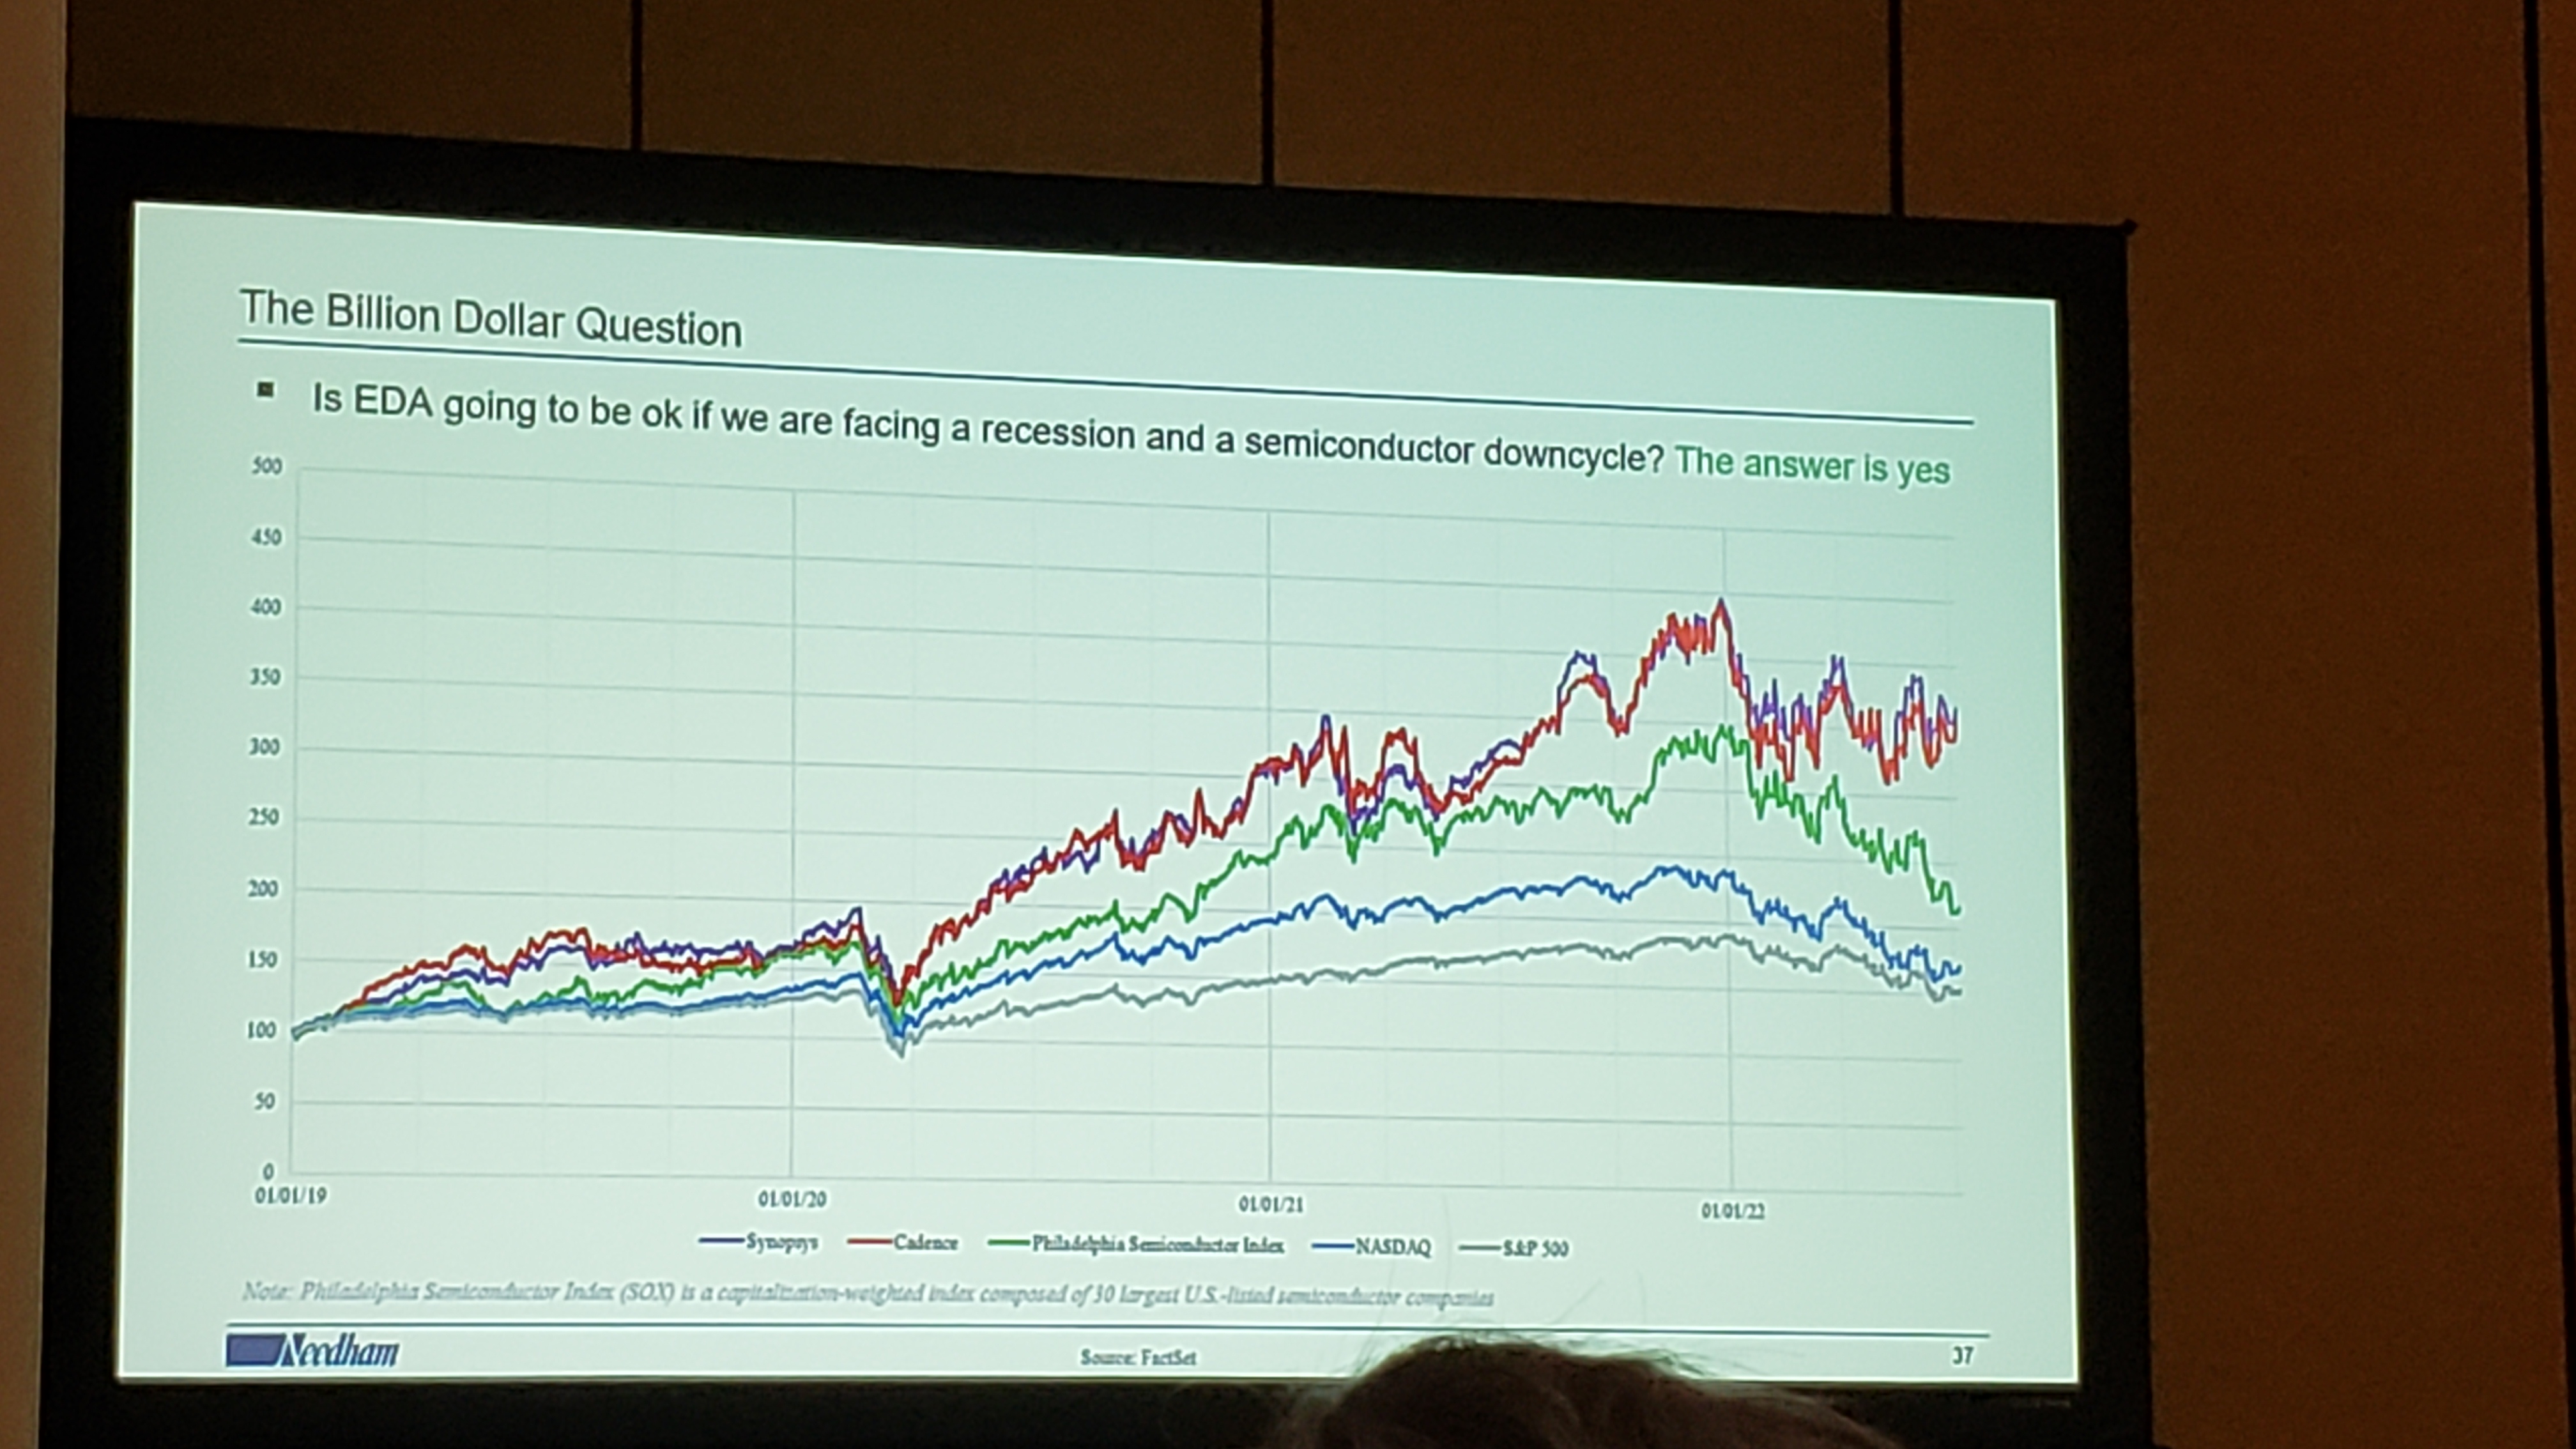 The Billion Dollar Question
▪ Is EDA going to be ok if we are facing a recession and a semiconductor downcycle? The answer is yes
500
450
400
350
300
250
200
150
100
50
0
01/01/19 01/01/20 01/01/21 01/01/22
Synopsys Cadence Philadelphia Semiconductor Index NASDAQ S&P 500
Note: Philadelphia Semiconductor Index (SOX) is a capitalization-weighted index composed of 30 largest U.S.-listed semiconductor companies
Needham Source: FactSet 37